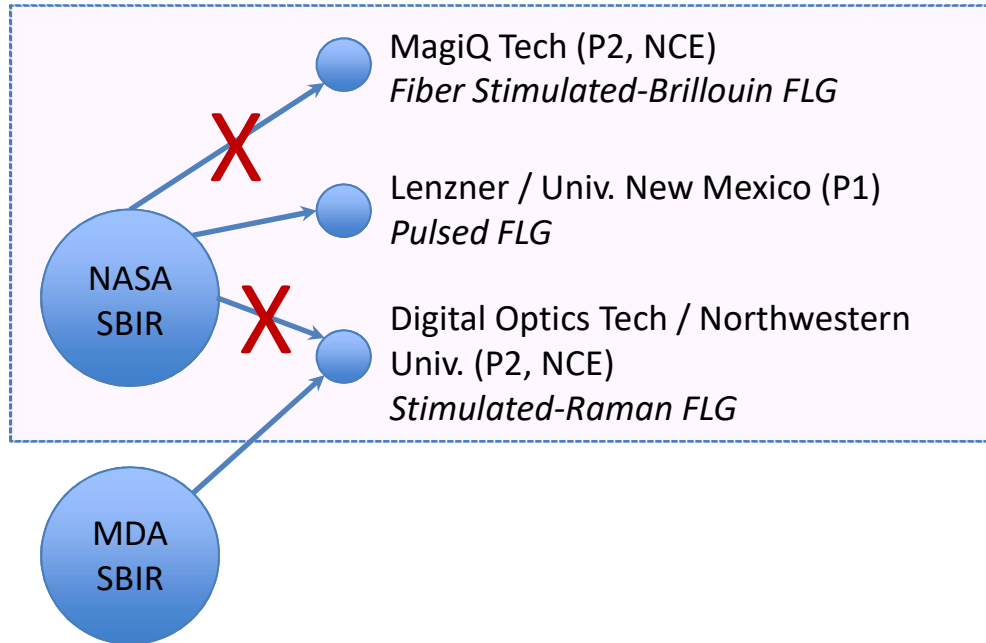 MagiQ Tech (P2, NCE)
Fiber Stimulated-Brillouin FLG
Lenzner / Univ. New Mexico (P1)
Pulsed FLG
NASA
SBIR
Digital Optics Tech / Northwestern
Univ. (P2, NCE)
Stimulated-Raman FLG
MDA
SBIR